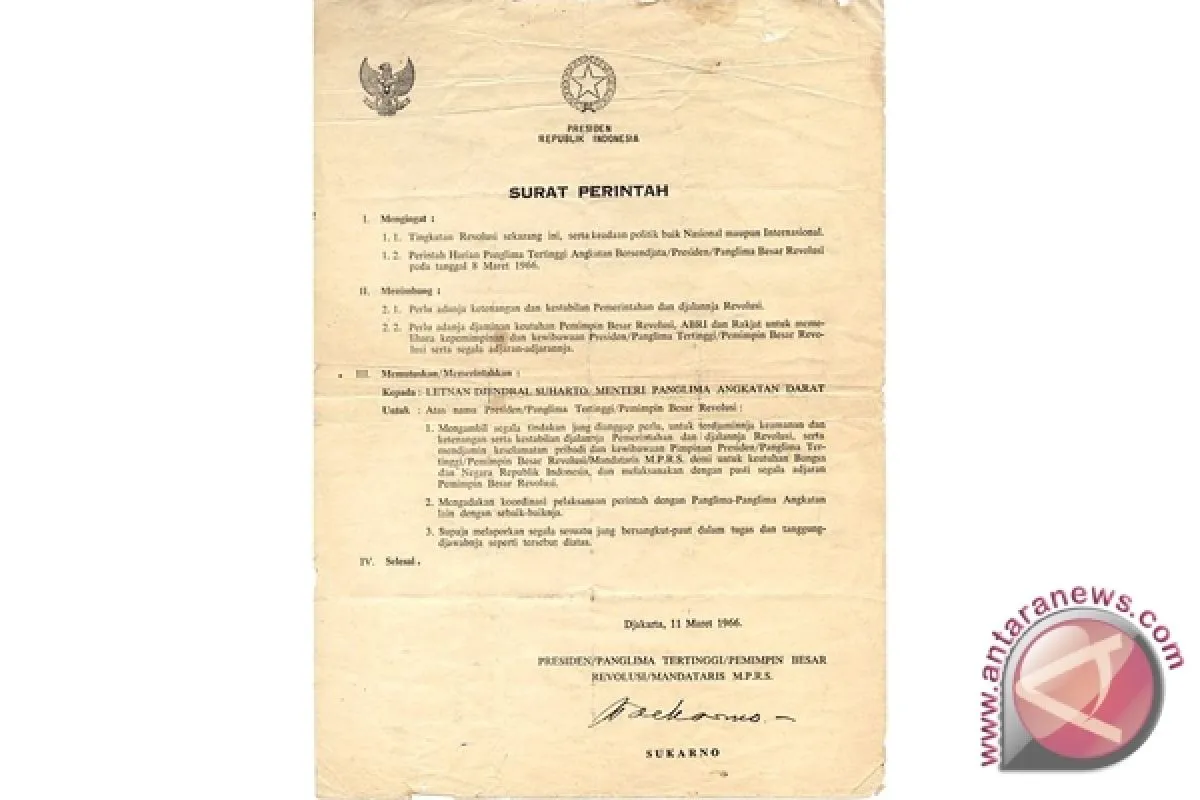 PRESIDEN
REPUBLIK INDONESIA
SURAT PERINTAH
I. Mengingat :
1. 1. Tingkatan Revolusi sekarang ini, serta keadaan politik baik Nasional maupun Internasional.
1. 2. Perintah Harian Panglima Tertinggi Angkatan Bersendjata/Presiden/Panglima Besar Revolusi
pada tanggal 8 Maret 1966.
II. Menimbang :
2. 1. Perlu adanja ketenangan dan kestabilan Pemerintahan dan djalannja Revolusi.
2. 2. Perlu adanja djaminan keutuhan Pemimpin Besar Revolusi, ABRI dan Rakjat untuk meme-
lihara kepemimpinan dan kewibawaan Presiden/Panglima Tertinggi/Pemimpin Besar Revo-
lusi serta segala adjaran-adjarannja.
III. Memutuskan/Memerintahkan :
Kepada : LETNAN DJENDRAL SUHARTO, MENTERI PANGLIMA ANGKATAN DARAT
Untuk : Atas nama Presiden/Panglima Tertinggi/Pemimpin Besar Revolusi :
1. Mengambil segala tindakan jang dianggap perlu, untuk terdjaminnja keamanan dan
ketenangan serta kestabilan djalannja Pemerintahan dan djalannja Revolusi, serta
mendjamin keselamatan pribadi dan kewibawaan Pimpinan Presiden/Panglima Ter-
tinggi/Pemimpin Besar Revolusi/Mandataris M.P.R.S. demi untuk keutuhan Bangsa
dan Negara Republik Indonesia, dan melaksanakan dengan pasti segala adjaran
Pemimpin Besar Revolusi.
2. Mengadakan koordinasi pelaksanaan perintah dengan Panglima-Panglima Angkatan
lain dengan sebaik-baiknja.
3. Supaja melaporkan segala sesuatu jang bersangkut-paut dalam tugas dan tanggung-
djawabnja seperti tersebut diatas.
IV. Selesai.
Djakarta, 11 Maret 1966.
PRESIDEN/PANGLIMA TERTINGGI/PEMIMPIN BESAR
REVOLUSI/MANDATARIS M.P.R.S.
Soekarno
SUKARNO
www.antaranews.com